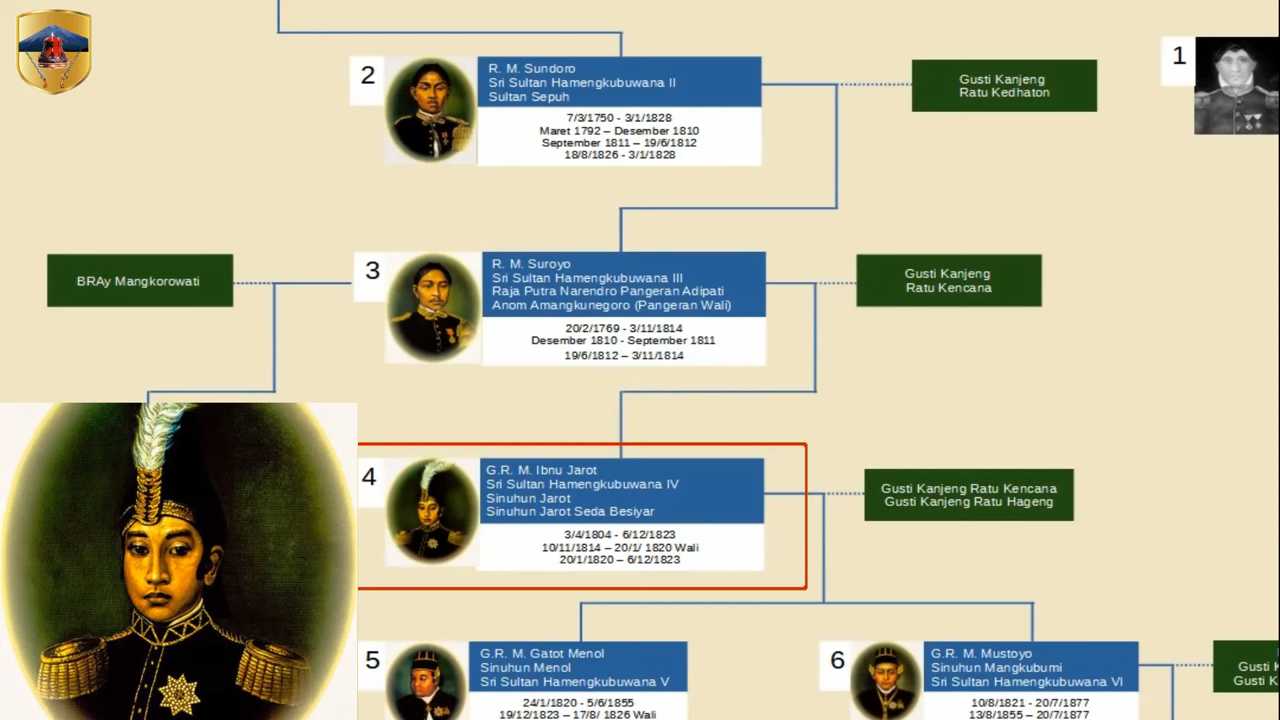 2
R. M. Sundoro
Sri Sultan Hamengkubuwana II
Sultan Sepuh
7/3/1750 - 3/1/1828
Maret 1792 – Desember 1810
September 1811 – 19/6/1812
18/8/1826 - 3/1/1828
Gusti Kanjeng
Ratu Kedhaton
1
BRAy Mangkorowati
3
R. M. Suroyo
Sri Sultan Hamengkubuwana III
Raja Putra Narendro Pangeran Adipati
Anom Amangkunegoro (Pangeran Wali)
20/2/1769 - 3/11/1814
Desember 1810 - September 1811
19/6/1812 – 3/11/1814
Gusti Kanjeng
Ratu Kencana
4
G.R. M. Ibnu Jarot
Sri Sultan Hamengkubuwana IV
Sinuhun Jarot
Sinuhun Jarot Seda Besiyar
3/4/1804 - 6/12/1823
10/11/1814 – 20/1/ 1820 Wali
20/1/1820 – 6/12/1823
Gusti Kanjeng Ratu Kencana
Gusti Kanjeng Ratu Hageng
5
G.R. M. Gatot Menol
Sinuhun Menol
Sri Sultan Hamengkubuwana V
24/1/1820 - 5/6/1855
19/12/1823 – 17/8/ 1826 Wali
6
G.R. M. Mustoyo
Sinuhun Mangkubumi
Sri Sultan Hamengkubuwana VI
10/8/1821 - 20/7/1877
13/8/1855 – 20/7/1877
Gusti
Gusti